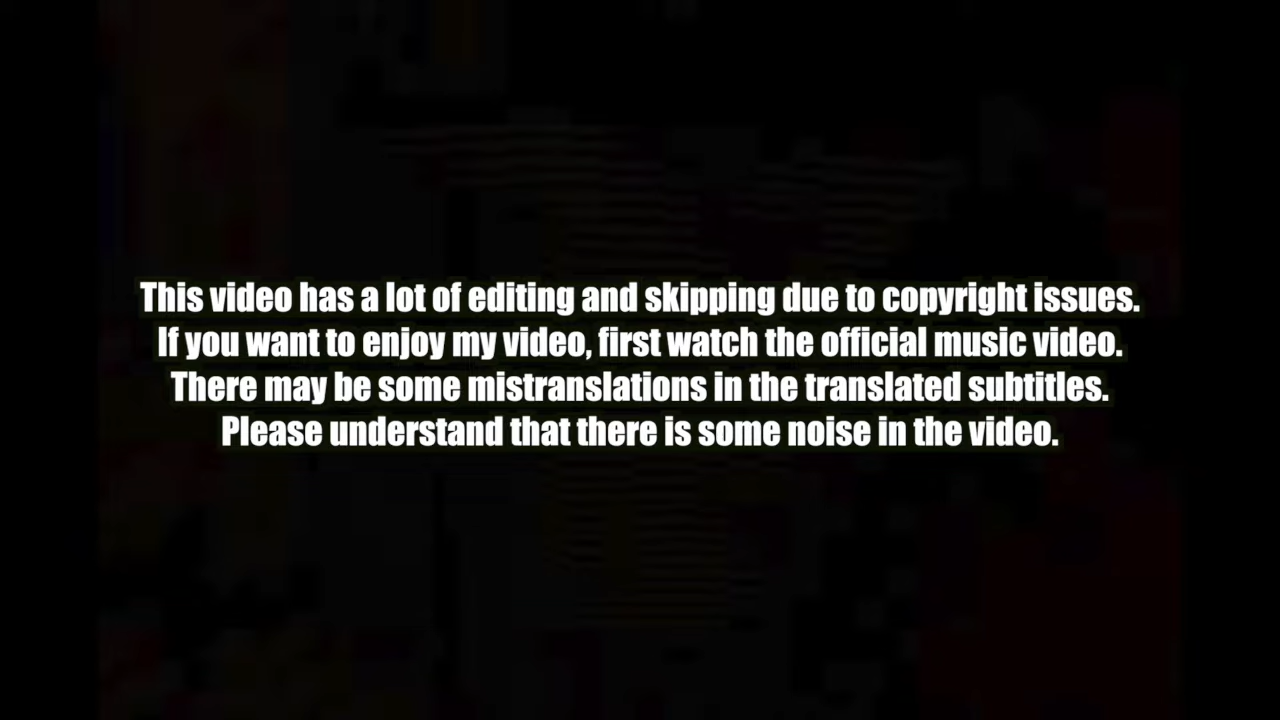 This video has a lot of editing and skipping due to copyright issues.
If you want to enjoy my video, first watch the official music video.
There may be some mistranslations in the translated subtitles.
Please understand that there is some noise in the video.